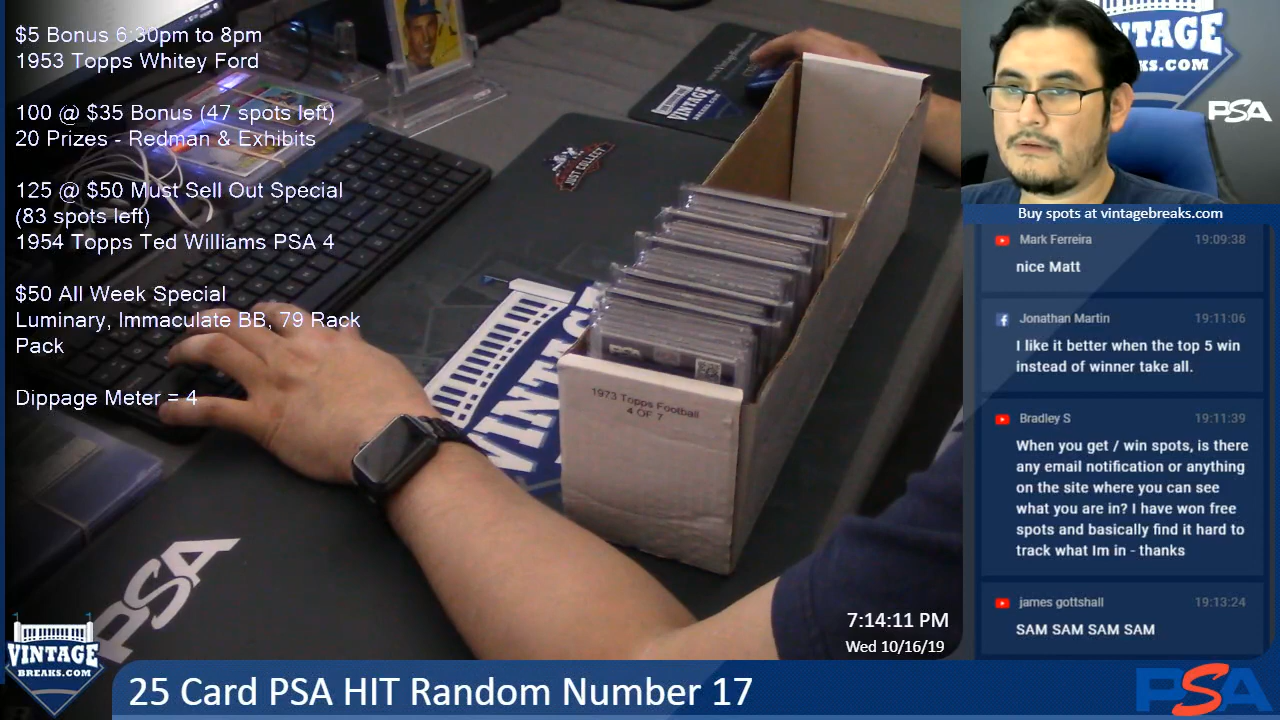 $5 Bonus 6:30pm to 8pm
1953 Topps Whitey Ford
100 @ $35 Bonus (47 spots left)
20 Prizes - Redman & Exhibits
125 @ $50 Must Sell Out Special
(83 spots left)
1954 Topps Ted Williams PSA 4
$50 All Week Special
Luminary, Immaculate BB, 79 Rack
Pack
Dippage Meter = 4
JUST COLLECT
VINTAGE
VINTAGE
1973 Topps Football
4 OF 7
PSA
7:14:11 PM
Wed 10/16/19
VINTAGE
BREAKS.COM
25 Card PSA HIT Random Number 17
PSA
VINTAGE
BREAKS.COM
PSA
Buy spots at vintagebreaks.com
Mark Ferreira 19:09:38
nice Matt
Jonathan Martin 19:11:06
I like it better when the top 5 win
instead of winner take all.
Bradley S 19:11:39
When you get / win spots, is there
any email notification or anything
on the site where you can see
what you are in? I have won free
spots and basically find it hard to
track what Im in - thanks
james gottshall 19:13:24
SAM SAM SAM SAM